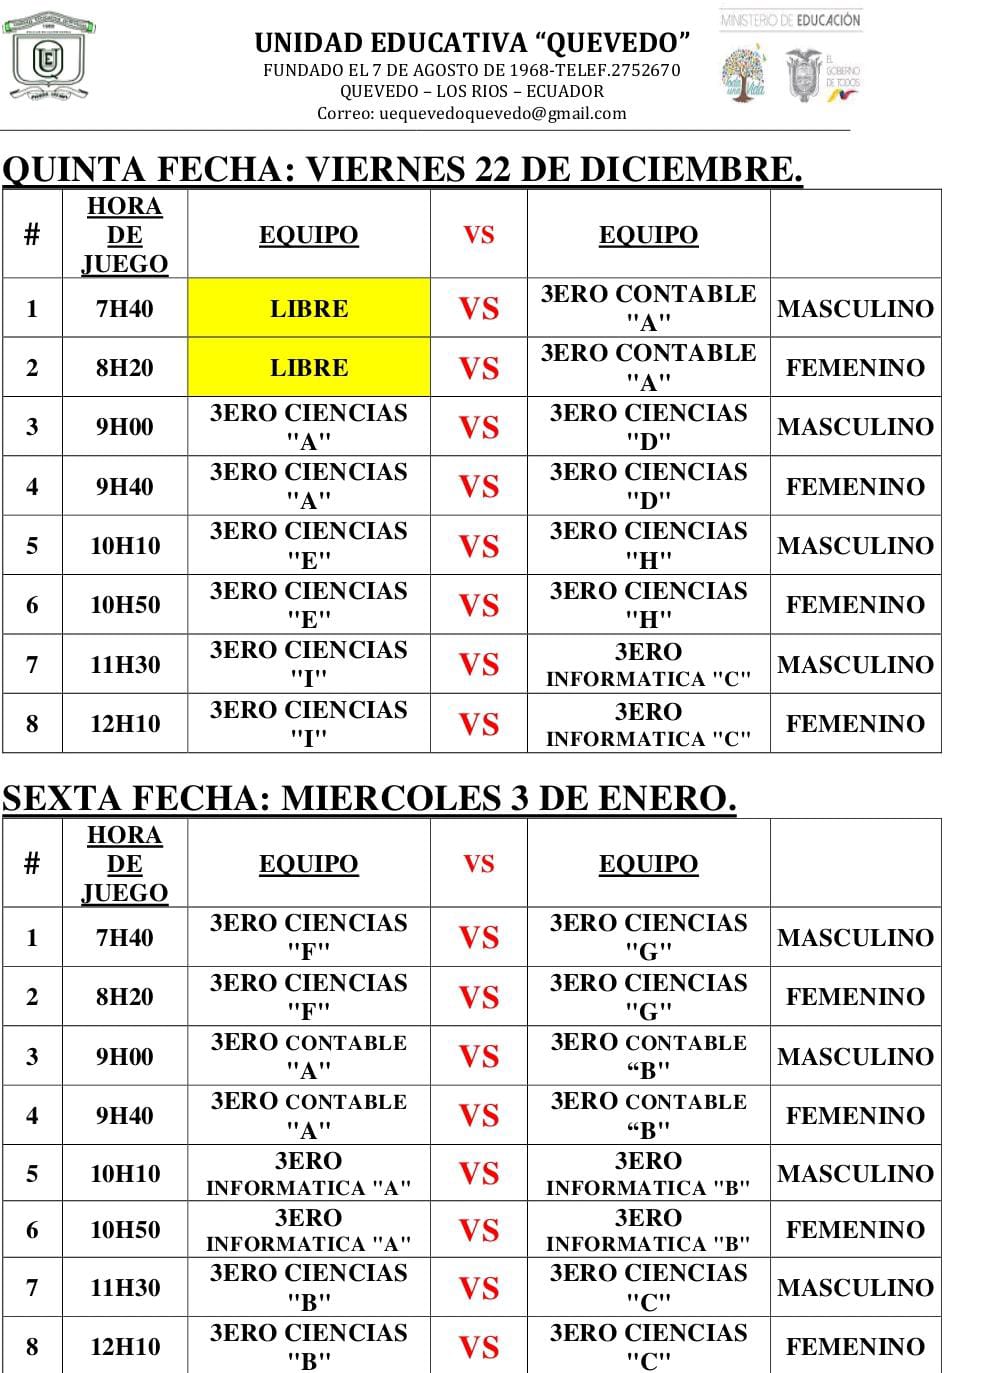 MINISTERIO DE EDUCACIÓN
UNIDAD EDUCATIVA “QUEVEDO”
FUNDADO EL 7 DE AGOSTO DE 1968-TELEF.2752670
QUEVEDO – LOS RIOS – ECUADOR
Correo: uequevedoquevedo@gmail.com
UE
toda una Vida
EL GOBIERNO DE TODOS
QUINTA FECHA: VIERNES 22 DE DICIEMBRE.
# HORA DE JUEGO EQUIPO VS EQUIPO
1 7H40 LIBRE VS 3ERO CONTABLE "A" MASCULINO
2 8H20 LIBRE VS 3ERO CONTABLE "A" FEMENINO
3 9H00 3ERO CIENCIAS "A" VS 3ERO CIENCIAS "D" MASCULINO
4 9H40 3ERO CIENCIAS "A" VS 3ERO CIENCIAS "D" FEMENINO
5 10H10 3ERO CIENCIAS "E" VS 3ERO CIENCIAS "H" MASCULINO
6 10H50 3ERO CIENCIAS "E" VS 3ERO CIENCIAS "H" FEMENINO
7 11H30 3ERO CIENCIAS "I" VS 3ERO INFORMATICA "C" MASCULINO
8 12H10 3ERO CIENCIAS "I" VS 3ERO INFORMATICA "C" FEMENINO
SEXTA FECHA: MIERCOLES 3 DE ENERO.
# HORA DE JUEGO EQUIPO VS EQUIPO
1 7H40 3ERO CIENCIAS "F" VS 3ERO CIENCIAS "G" MASCULINO
2 8H20 3ERO CIENCIAS "F" VS 3ERO CIENCIAS "G" FEMENINO
3 9H00 3ERO CONTABLE "A" VS 3ERO CONTABLE “B" MASCULINO
4 9H40 3ERO CONTABLE "A" VS 3ERO CONTABLE “B" FEMENINO
5 10H10 3ERO INFORMATICA "A" VS 3ERO INFORMATICA "B" MASCULINO
6 10H50 3ERO INFORMATICA "A" VS 3ERO INFORMATICA "B" FEMENINO
7 11H30 3ERO CIENCIAS "B" VS 3ERO CIENCIAS "C" MASCULINO
8 12H10 3ERO CIENCIAS "B" VS 3ERO CIENCIAS "C" FEMENINO